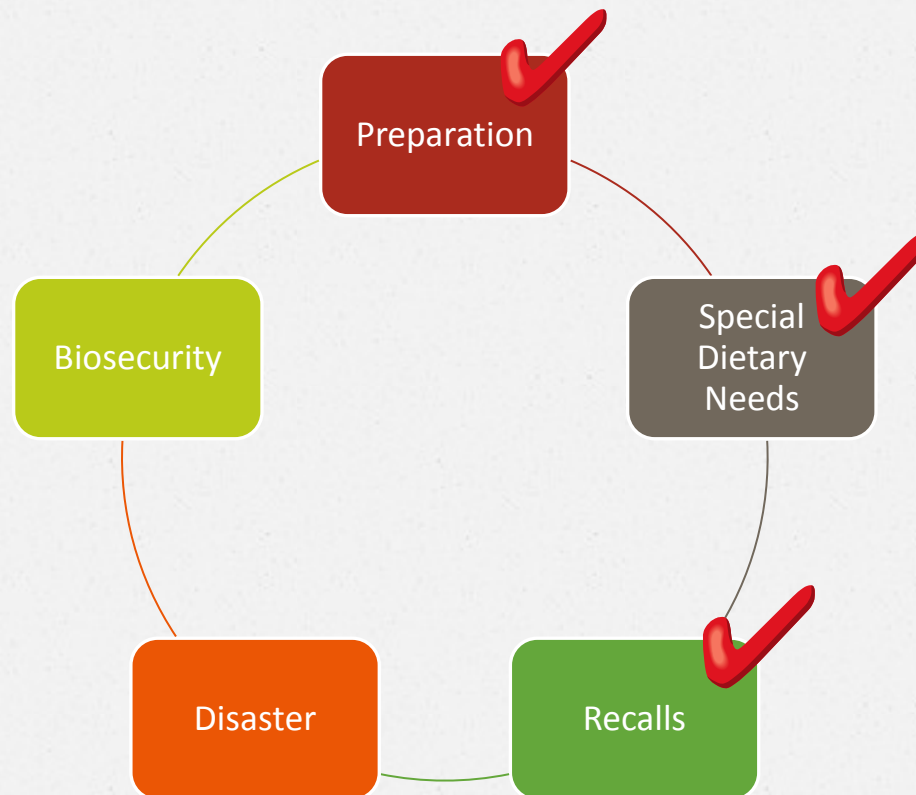 Preparation
Special
Dietary
Needs
Recalls
Disaster
Biosecurity